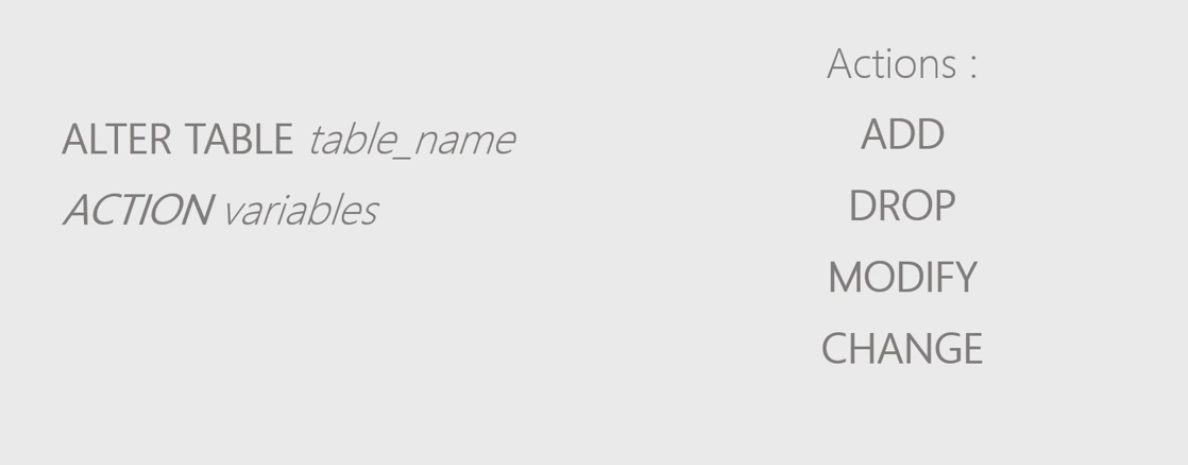 ALTER TABLE table_name
ACTION variables
Actions :
ADD
DROP
MODIFY
CHANGE